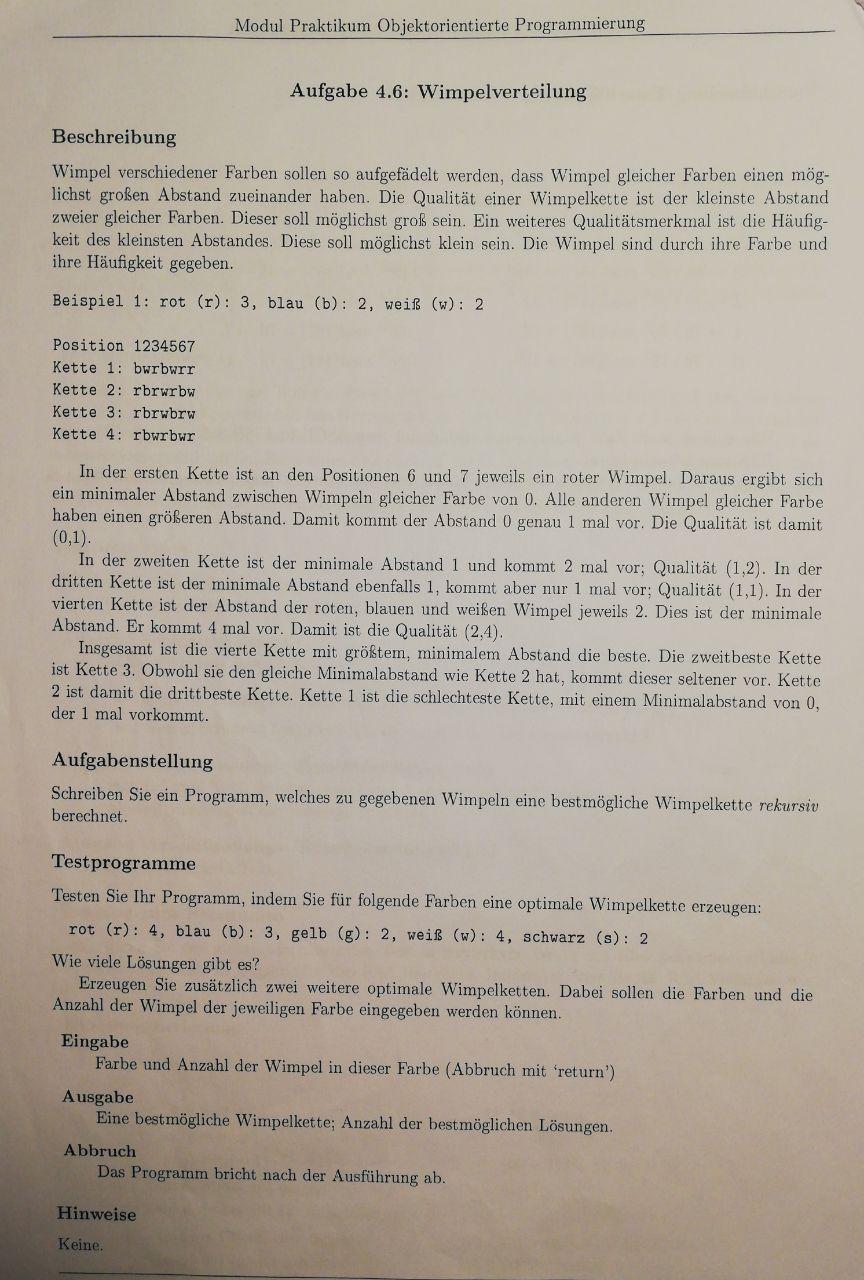 Modul Praktikum Objektorientierte Programmierung
Aufgabe 4.6: Wimpelverteilung
Beschreibung
Wimpel verschiedener Farben sollen so aufgefädelt werden, dass Wimpel gleicher Farben einen mög-
lichst großen Abstand zueinander haben. Die Qualität einer Wimpelkette ist der kleinste Abstand
zweier gleicher Farben. Dieser soll möglichst groß sein. Ein weiteres Qualitätsmerkmal ist die Häufig-
keit des kleinsten Abstandes. Diese soll möglichst klein sein. Die Wimpel sind durch ihre Farbe und
ihre Häufigkeit gegeben.
Beispiel 1: rot (r): 3, blau (b): 2, weiß (w): 2
Position 1234567
Kette 1: bwrbwrr
Kette 2: rbrwrbw
Kette 3: rbrwbrw
Kette 4: rbwrbwr
In der ersten Kette ist an den Positionen 6 und 7 jeweils ein roter Wimpel. Daraus ergibt sich
ein minimaler Abstand zwischen Wimpeln gleicher Farbe von 0. Alle anderen Wimpel gleicher Farbe
haben einen größeren Abstand. Damit kommt der Abstand 0 genau 1 mal vor. Die Qualität ist damit
(0,1).
In der zweiten Kette ist der minimale Abstand 1 und kommt 2 mal vor; Qualität (1,2). In der
dritten Kette ist der minimale Abstand ebenfalls 1, kommt aber nur 1 mal vor; Qualität (1,1). In der
vierten Kette ist der Abstand der roten, blauen und weißen Wimpel jeweils 2. Dies ist der minimale
Abstand. Er kommt 4 mal vor. Damit ist die Qualität (2,4).
Insgesamt ist die vierte Kette mit größtem, minimalem Abstand die beste. Die zweitbeste Kette
ist Kette 3. Obwohl sie den gleiche Minimalabstand wie Kette 2 hat, kommt dieser seltener vor. Kette
2 ist damit die drittbeste Kette. Kette 1 ist die schlechteste Kette, mit einem Minimalabstand von 0,
der 1 mal vorkommt.
Aufgabenstellung
Schreiben Sie ein Programm, welches zu gegebenen Wimpeln eine bestmögliche Wimpelkette rekursiv
berechnet.
Testprogramme
Testen Sie Ihr Programm, indem Sie für folgende Farben eine optimale Wimpelkette erzeugen:
rot (r): 4, blau (b): 3, gelb (g): 2, weiß (w): 4, schwarz (s): 2
Wie viele Lösungen gibt es?
Erzeugen Sie zusätzlich zwei weitere optimale Wimpelketten. Dabei sollen die Farben und die
Anzahl der Wimpel der jeweiligen Farbe eingegeben werden können.
Eingabe
Farbe und Anzahl der Wimpel in dieser Farbe (Abbruch mit ‘return’)
Ausgabe
Eine bestmögliche Wimpelkette; Anzahl der bestmöglichen Lösungen.
Abbruch
Das Programm bricht nach der Ausführung ab.
Hinweise
Keine.